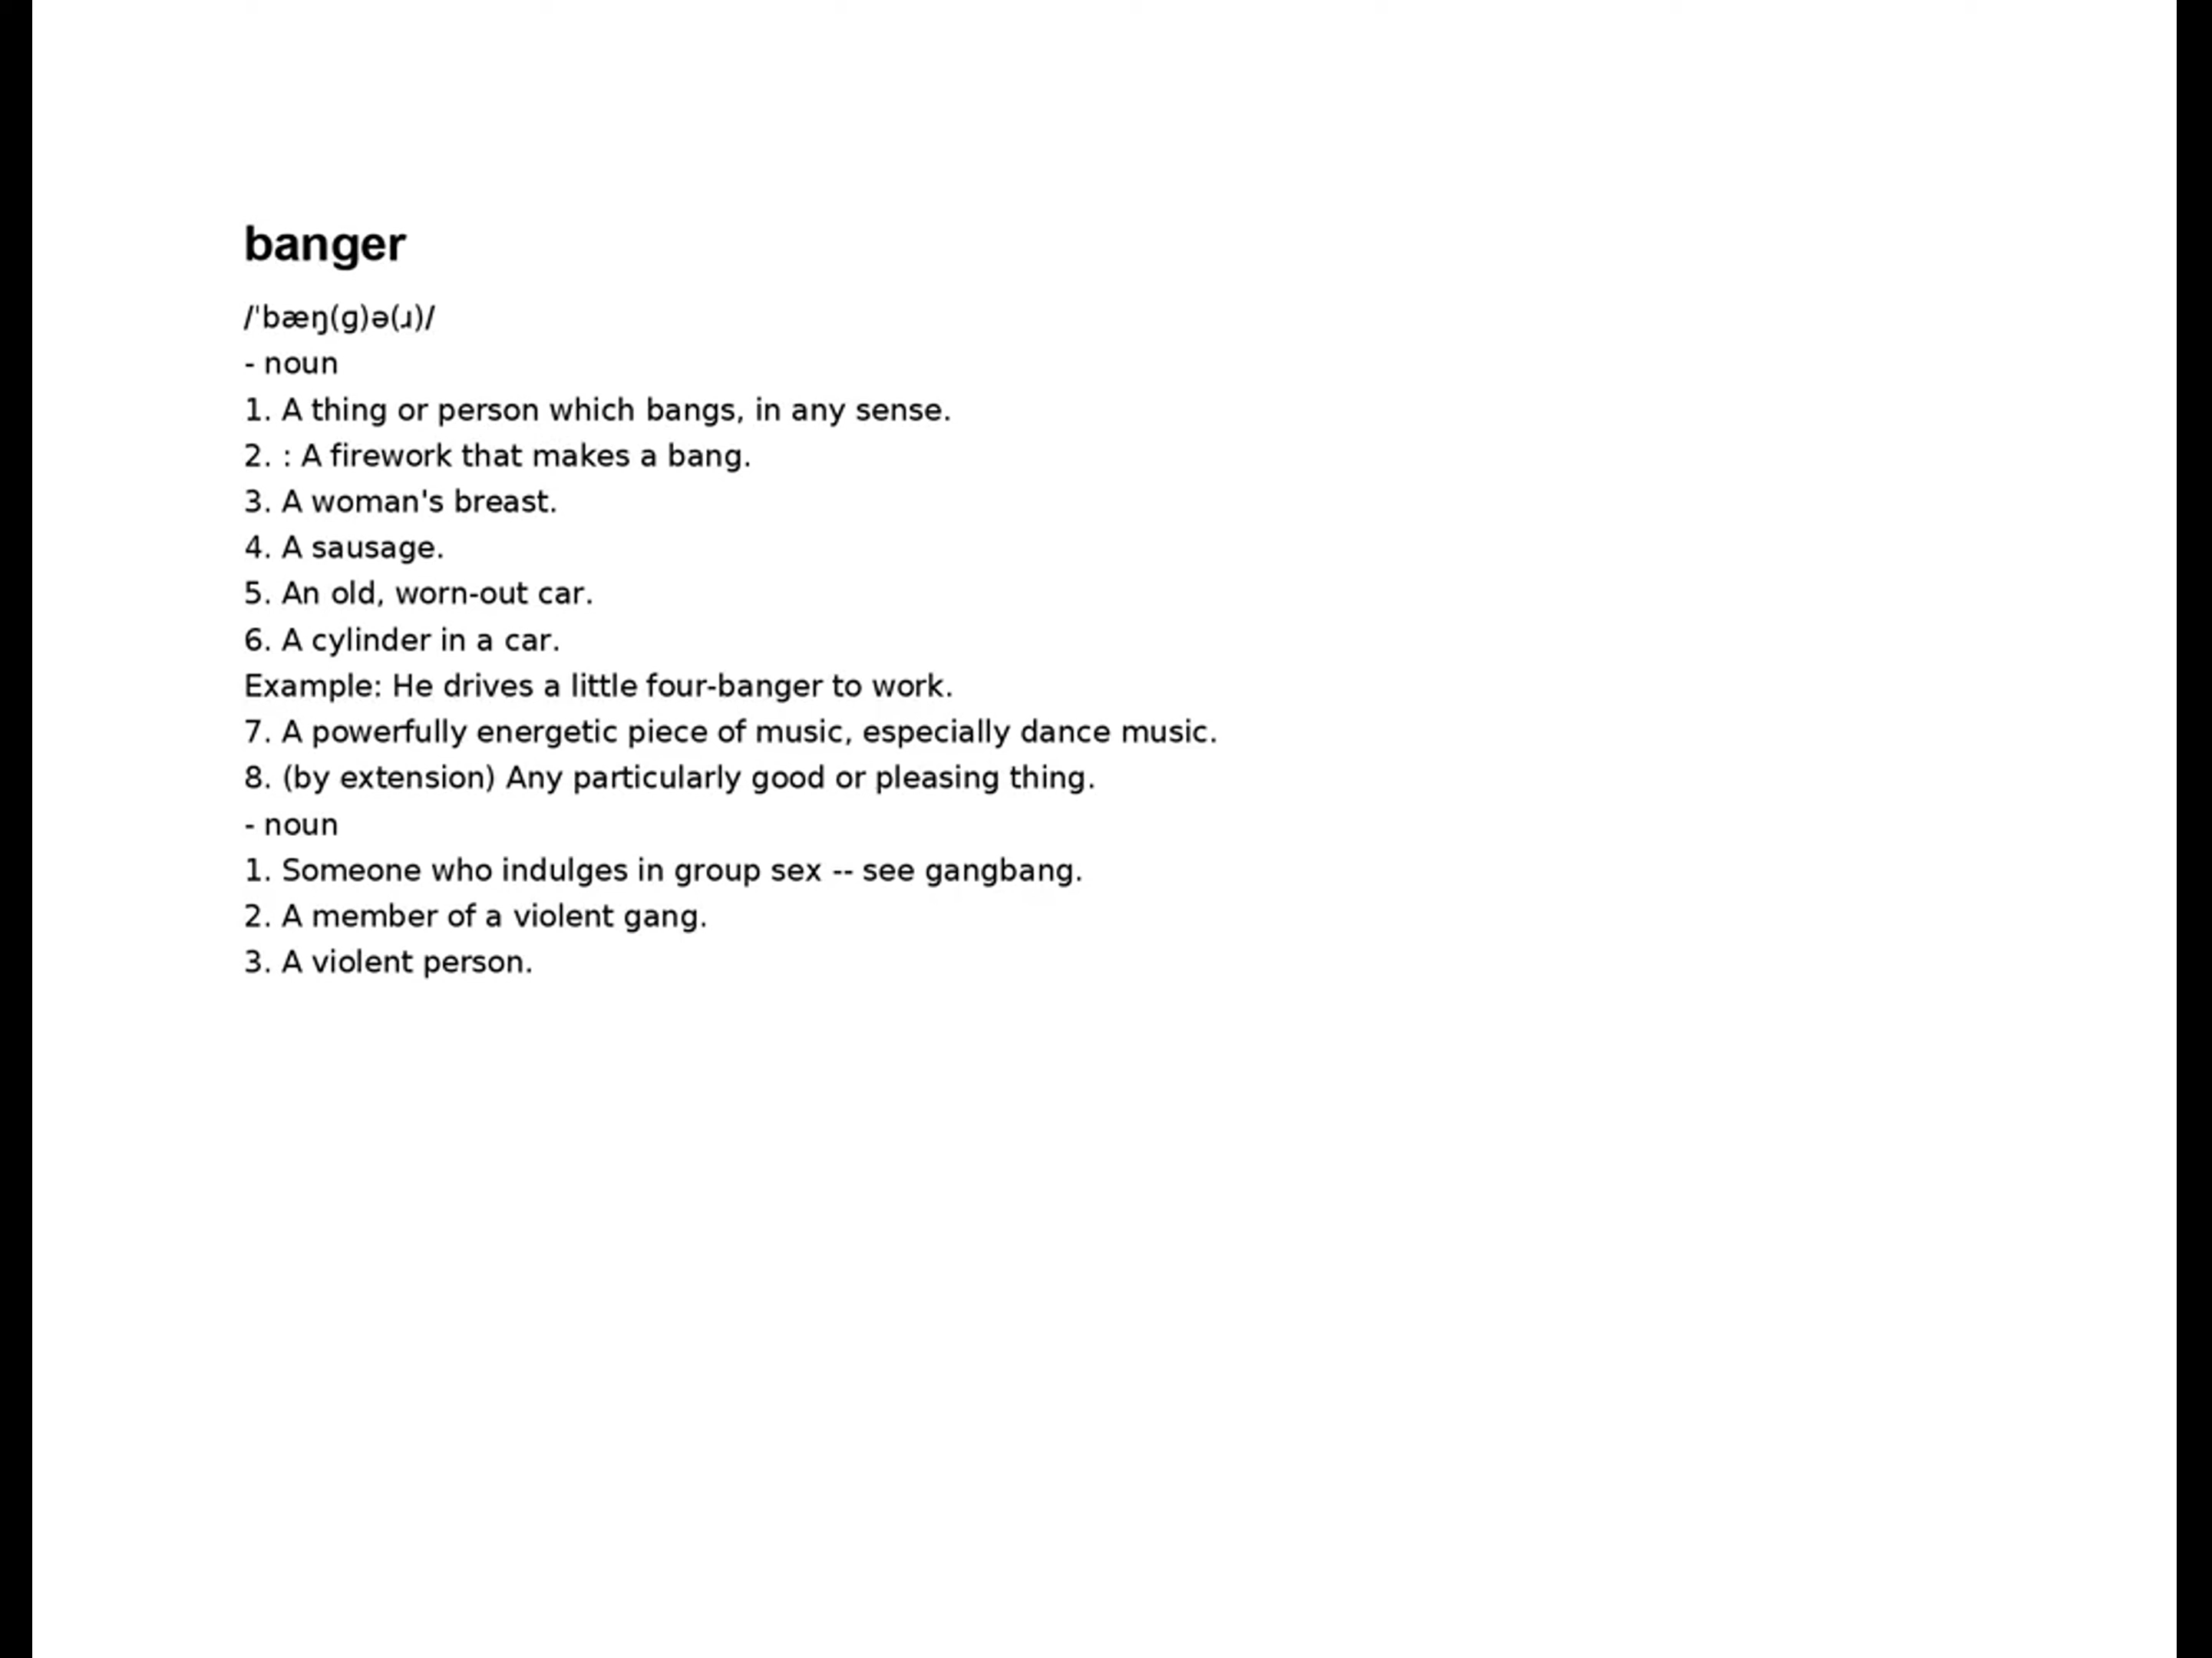 banger
/ˈbæŋ(ɡ)ə(ɹ)/
- noun
1. A thing or person which bangs, in any sense.
2. : A firework that makes a bang.
3. A woman's breast.
4. A sausage.
5. An old, worn-out car.
6. A cylinder in a car.
Example: He drives a little four-banger to work.
7. A powerfully energetic piece of music, especially dance music.
8. (by extension) Any particularly good or pleasing thing.
- noun
1. Someone who indulges in group sex -- see gangbang.
2. A member of a violent gang.
3. A violent person.